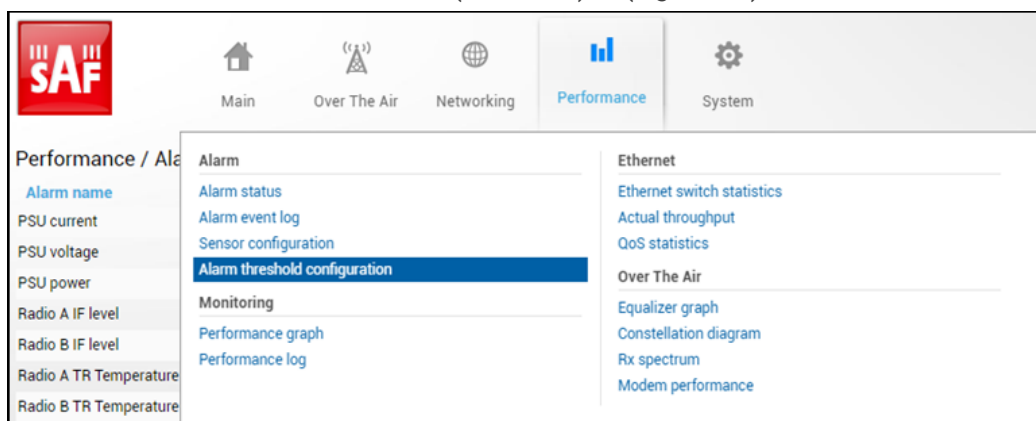 SAF
Main
Over The Air
Networking
Performance
System
Performance / Ala
Alarm name
PSU current
PSU voltage
PSU power
Radio A IF level
Radio B IF level
Radio A TR Temperature
Radio B TR Temperature
Alarm
Alarm status
Alarm event log
Sensor configuration
Alarm threshold configuration
Monitoring
Performance graph
Performance log
Ethernet
Ethernet switch statistics
Actual throughput
QoS statistics
Over The Air
Equalizer graph
Constellation diagram
Rx spectrum
Modem performance